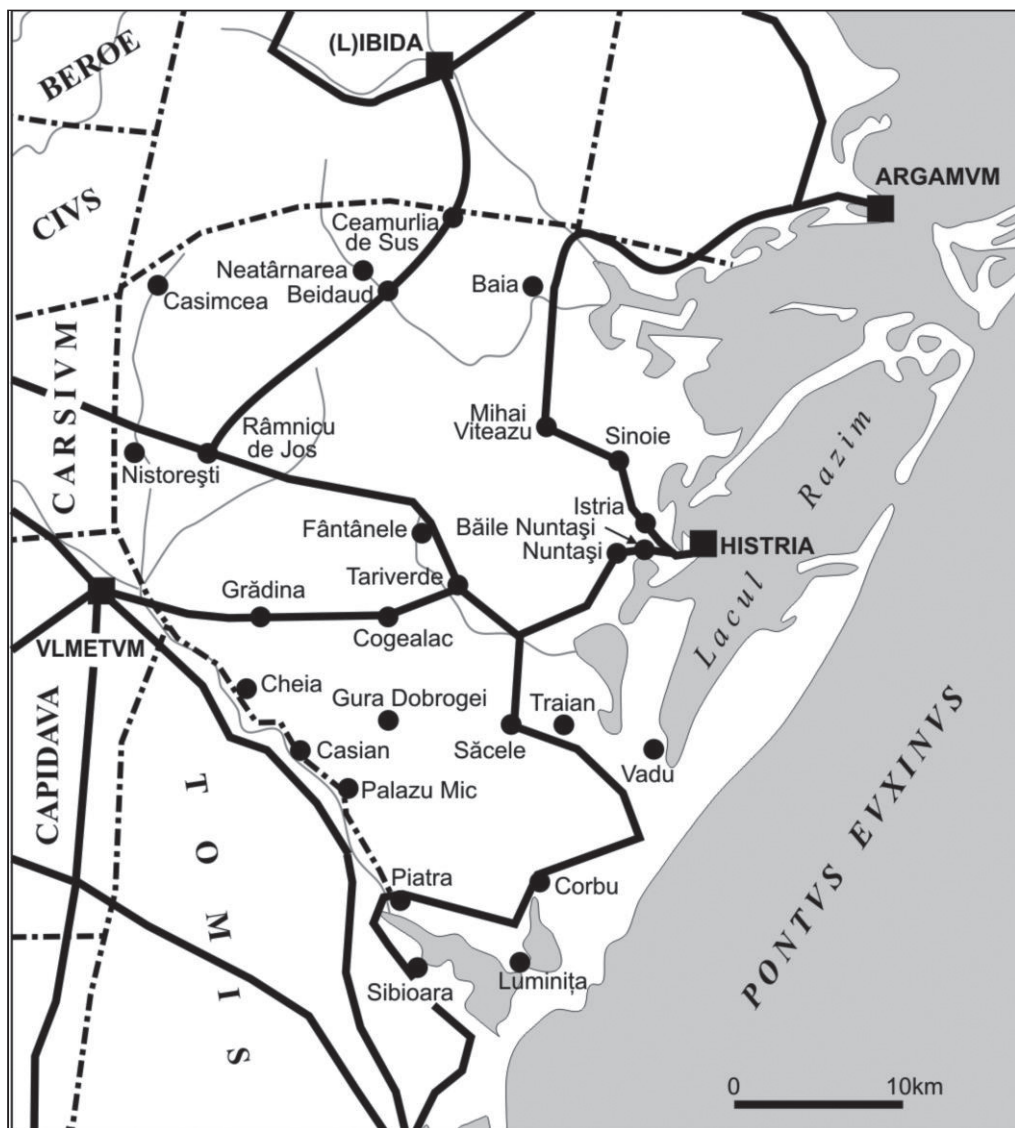 BEROE
(L)IBIDA
CIVS
ARGAMVM
Ceamurlia
de Sus
Neatârnarea
Beidaud
Baia
Casimcea
CARSIVM
Râmnicu
de Jos
Nistoreşti
Mihai
Viteazu
Sinoie
Lacul Razim
Istria
Fântânele
Băile Nuntaşi
Nuntaşi
HISTRIA
Tariverde
Grădina
Cogealac
VLMETVM
Cheia
Gura Dobrogei
Traian
Casian
Săcele
Vadu
CAPIDAVA
TOMIS
Palazu Mic
PONTVS EVXINVS
Piatra
Corbu
Sibioara
Luminița
0 10km